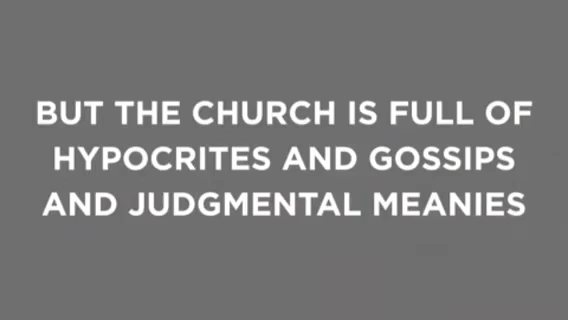 BUT THE CHURCH IS FULL OF
HYPOCRITES AND GOSSIPS
AND JUDGMENTAL MEANIES